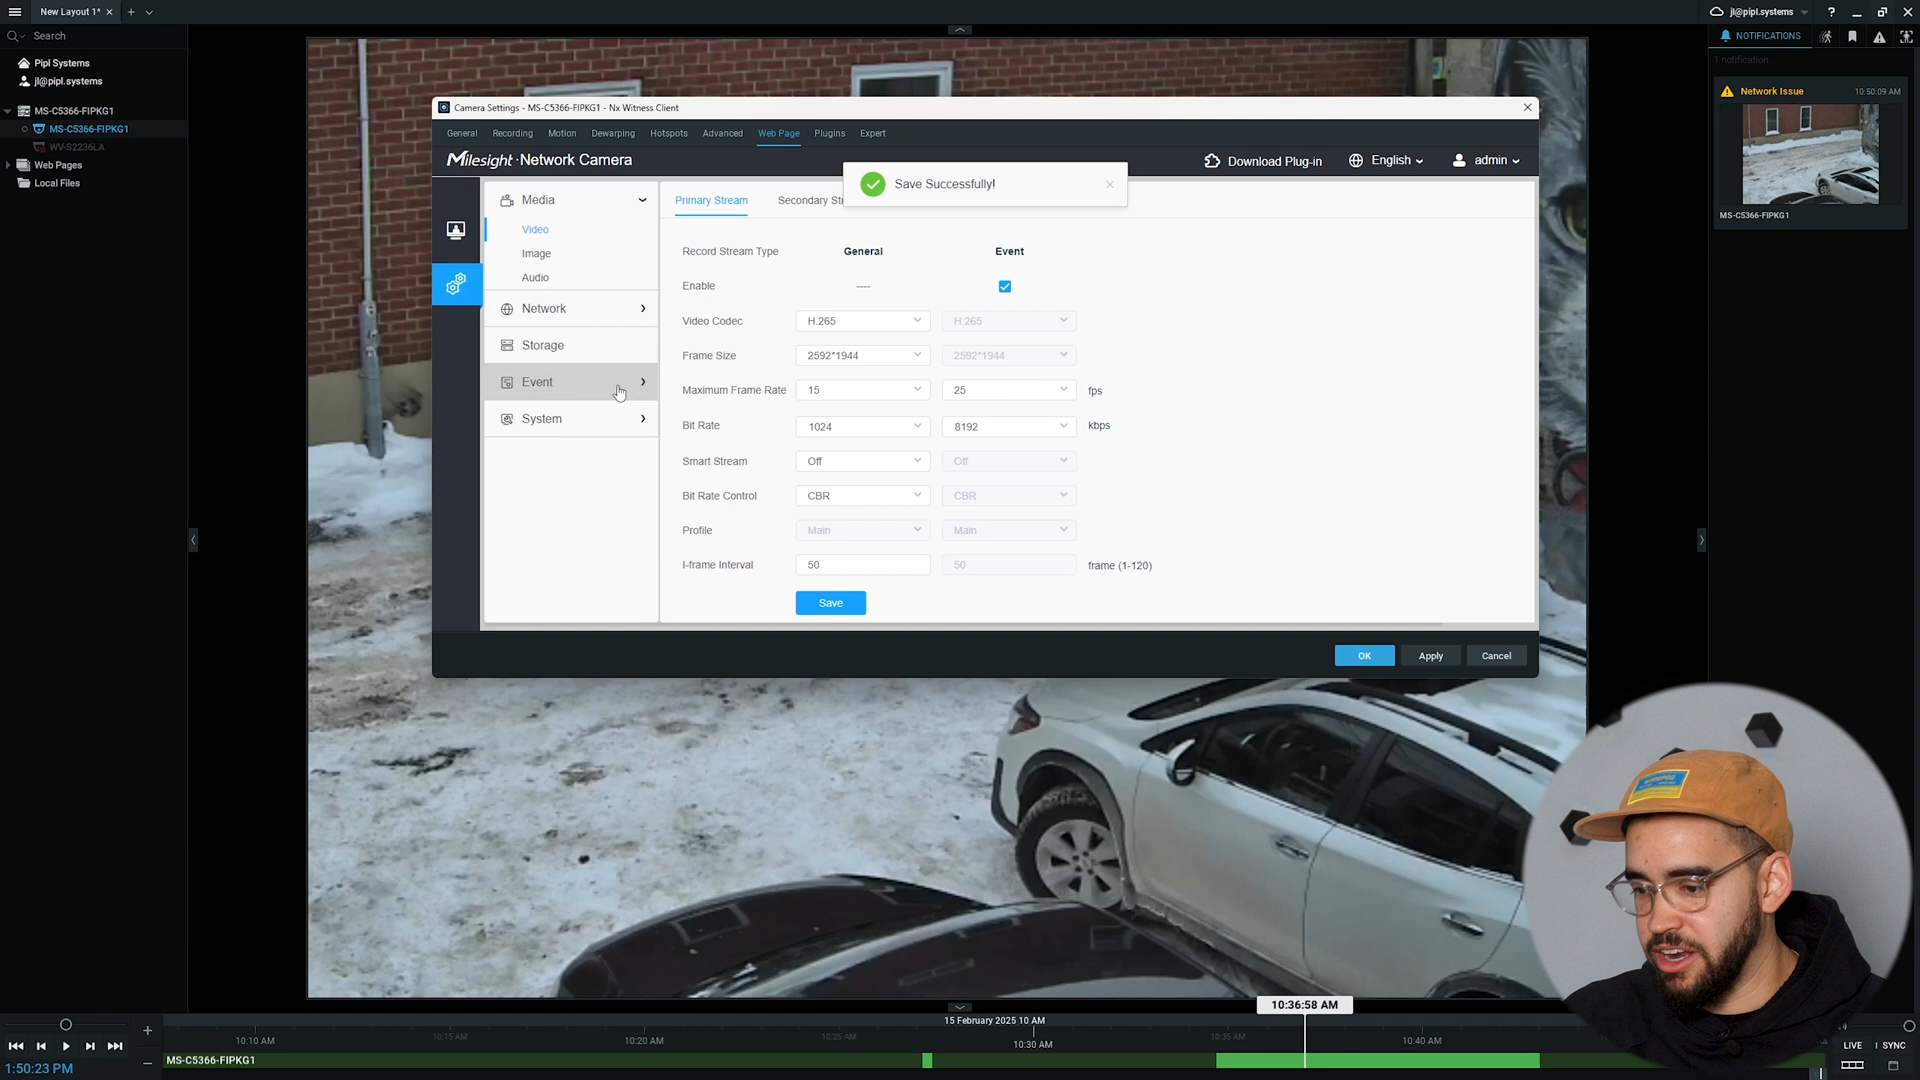 New Layout 1*
jl@pipl.systems
Search
NOTIFICATIONS
1 notification
Pipl Systems
jl@pipl.systems
MS-C5366-FIPKG1
MS-C5366-FIPKG1
WV-S2236LA
Web Pages
Local Files
Network Issue 10:50:09 AM
MS-C5366-FIPKG1
Camera Settings - MS-C5366-FIPKG1 - Nx Witness Client
General Recording Motion Dewarping Hotspots Advanced Web Page Plugins Expert
Milesight · Network Camera
Download Plug-in English admin
Save Successfully!
Media
Video
Image
Audio
Network
Storage
Event
System
Primary Stream Secondary Str
Record Stream Type General Event
Enable ----
Video Codec H.265 H.265
Frame Size 2592*1944 2592*1944
Maximum Frame Rate 15 25 fps
Bit Rate 1024 8192 kbps
Smart Stream Off Off
Bit Rate Control CBR CBR
Profile Main Main
I-frame Interval 50 50 frame (1-120)
Save
OK Apply Cancel
WINNIPEG
10:36:58 AM
15 February 2025 10 AM
10:10 AM 10:15 AM 10:20 AM 10:25 AM 10:30 AM 10:35 AM 10:40 AM
MS-C5366-FIPKG1
1:50:23 PM
LIVE SYNC